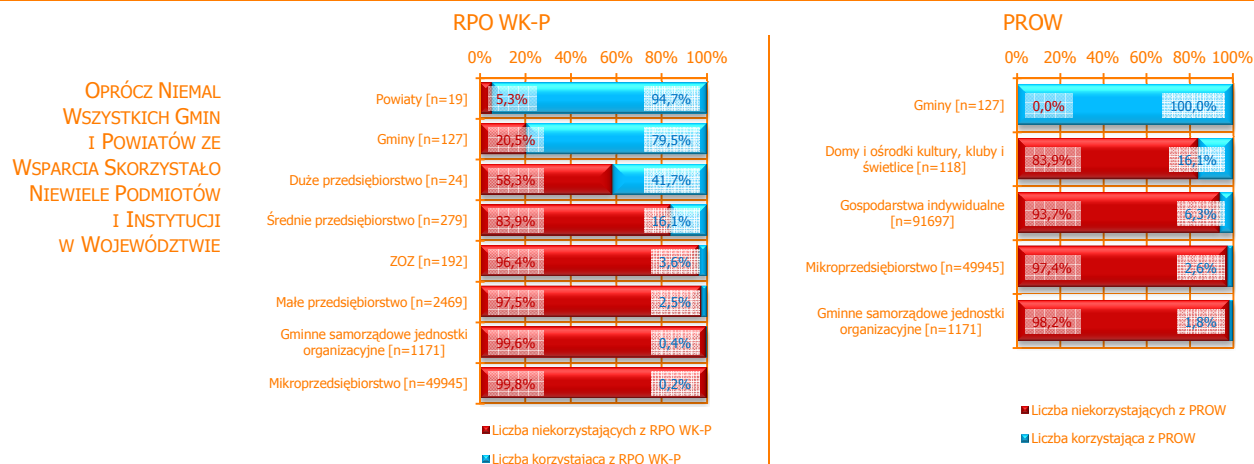 OPRÓCZ NIEMAL
WSZYSTKICH GMIN
I POWIATÓW ZE
WSPARCIA SKORZYSTAŁO
NIEWIELE PODMIOTÓW
I INSTYTUCJI
W WOJEWÓDZTWIE
RPO WK-P
0% 20% 40% 60% 80% 100%
Powiaty [n=19] 5,3% 94,7%
Gminy [n=127] 20,5% 79,5%
Duże przedsiębiorstwo [n=24] 58,3% 41,7%
Średnie przedsiębiorstwo [n=279] 83,9% 16,1%
ZOZ [n=192] 96,4% 3,6%
Małe przedsiębiorstwo [n=2469] 97,5% 2,5%
Gminne samorządowe jednostki
organizacyjne [n=1171] 99,6% 0,4%
Mikroprzedsiębiorstwo [n=49945] 99,8% 0,2%
Liczba niekorzystających z RPO WK-P
Liczba korzystająca z RPO WK-P
PROW
0% 20% 40% 60% 80% 100%
Gminy [n=127] 0,0% 100,0%
Domy i ośrodki kultury, kluby i
świetlice [n=118] 83,9% 16,1%
Gospodarstwa indywidualne
[n=91697] 93,7% 6,3%
Mikroprzedsiębiorstwo [n=49945] 97,4% 2,6%
Gminne samorządowe jednostki
organizacyjne [n=1171] 98,2% 1,8%
Liczba niekorzystających z PROW
Liczba korzystająca z PROW